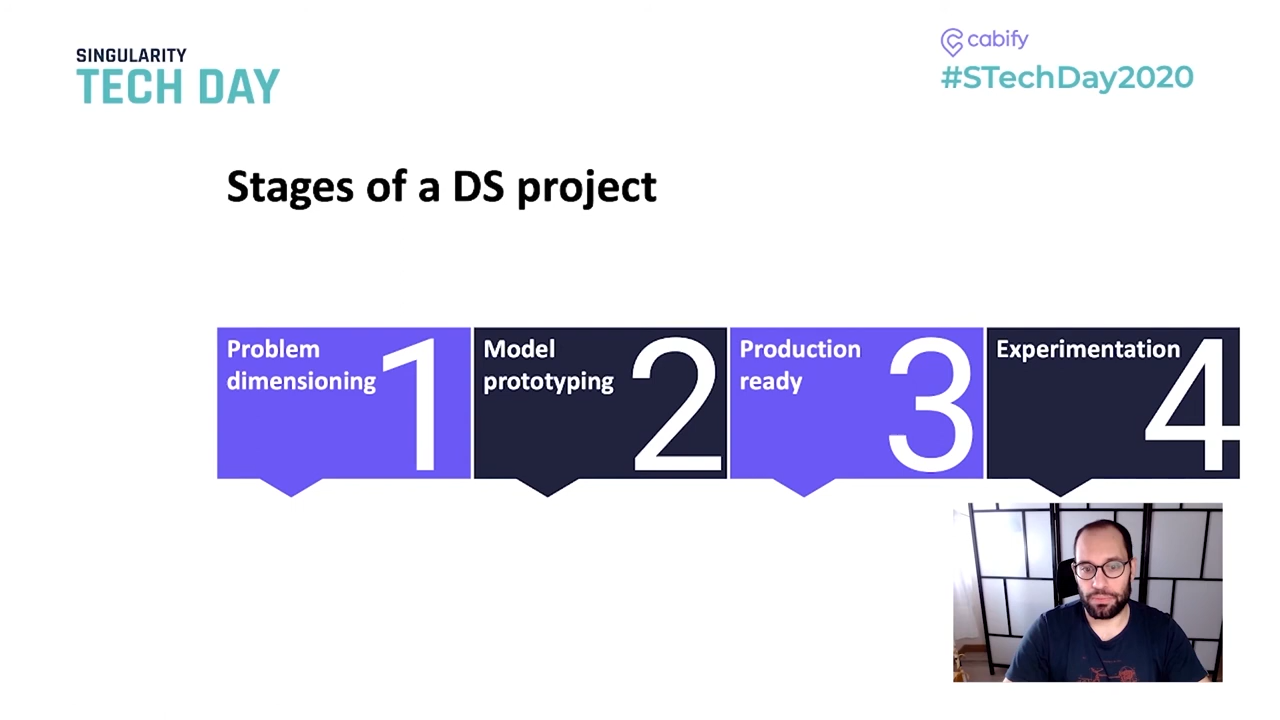 SINGULARITY
TECH DAY
cabify
#STechDay2020
Stages of a DS project
Problem
dimensioning
1
Model
prototyping
2
Production
ready
3
Experimentation
4